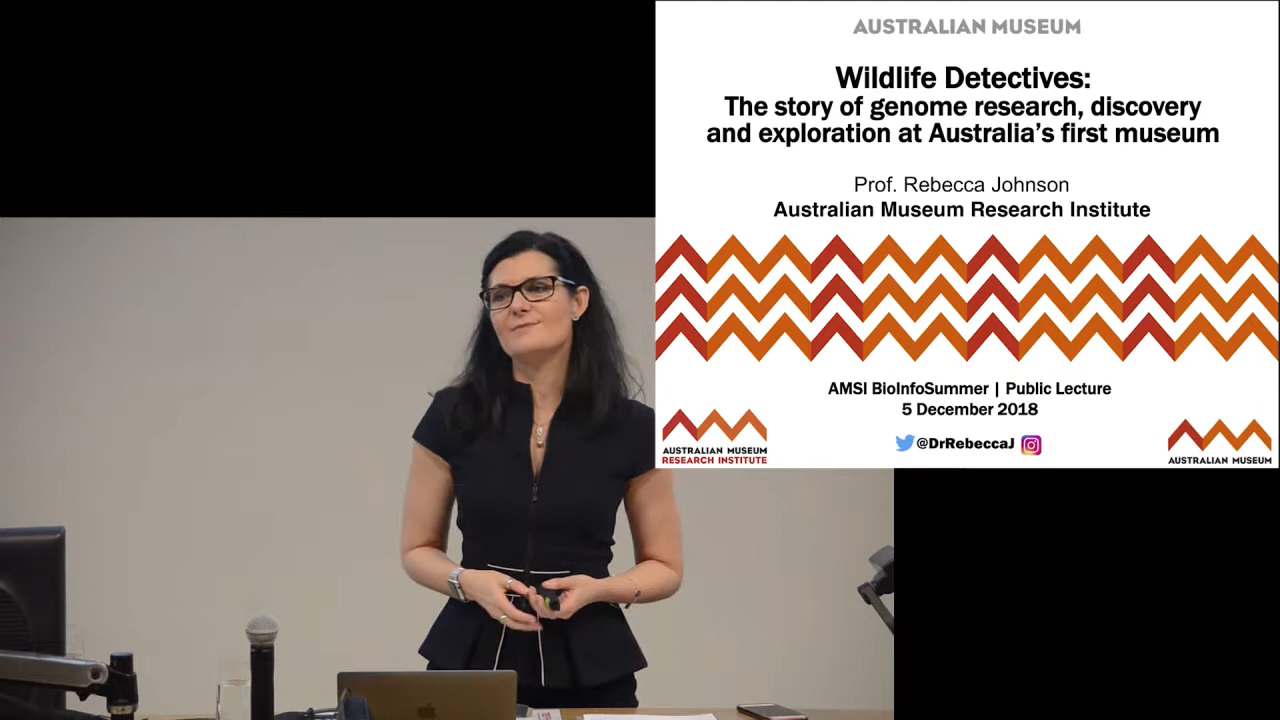 AUSTRALIAN MUSEUM
Wildlife Detectives:
The story of genome research, discovery
and exploration at Australia's first museum
Prof. Rebecca Johnson
Australian Museum Research Institute
AMSI BioInfoSummer | Public Lecture
5 December 2018
@DrRebeccaJ
AUSTRALIAN MUSEUM
RESEARCH INSTITUTE
AUSTRALIAN MUSEUM